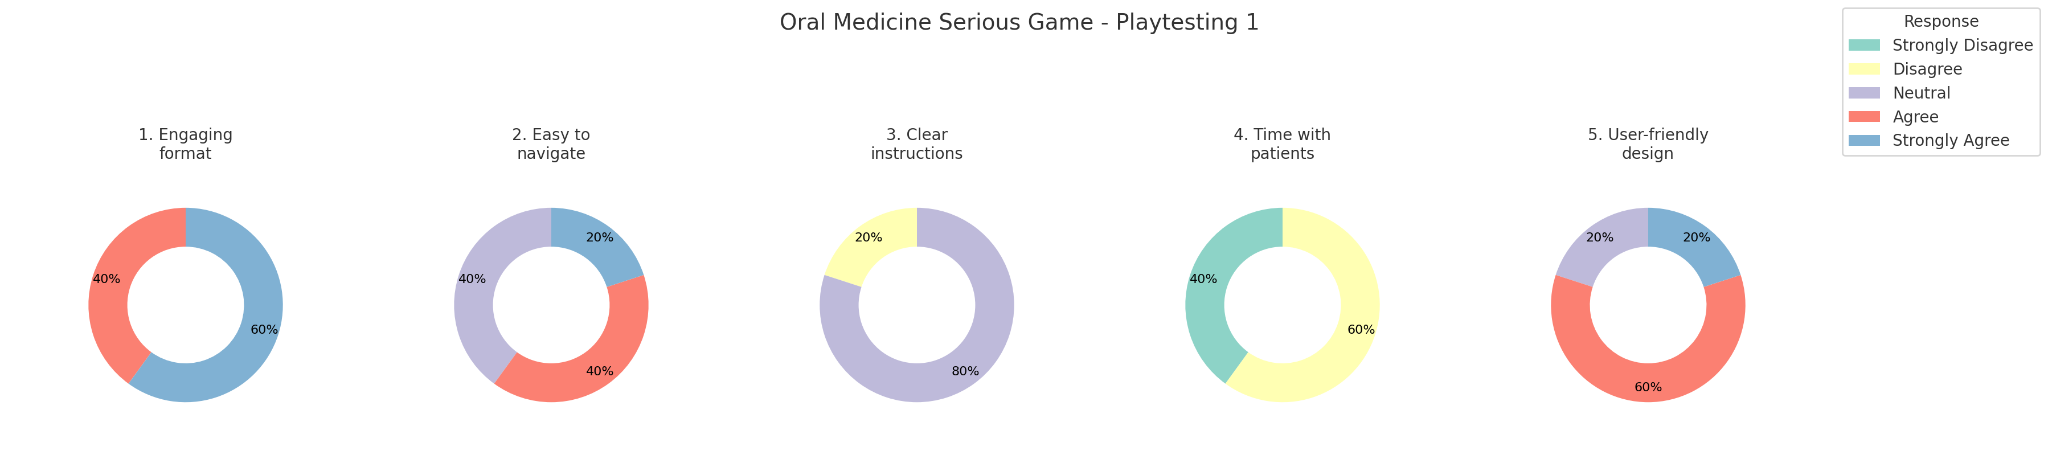 Oral Medicine Serious Game - Playtesting 1
Response
Strongly Disagree
Disagree
Neutral
Agree
Strongly Agree
1. Engaging
format
40%
60%
2. Easy to
navigate
20%
40%
40%
3. Clear
instructions
20%
80%
4. Time with
patients
40%
60%
5. User-friendly
design
20%
20%
60%